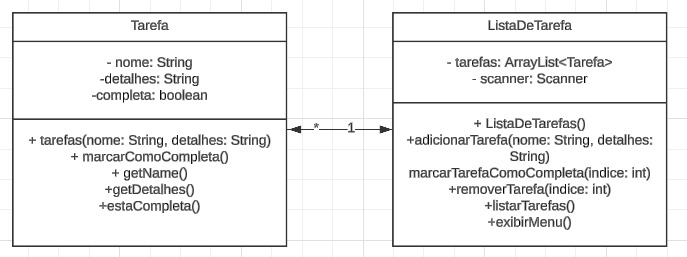 Tarefa
- nome: String
-detalhes: String
-completa: boolean
+ tarefas(nome: String, detalhes: String)
+ marcarComoCompleta()
+ getName()
+getDetalhes()
+estaCompleta()
* 1
ListaDeTarefa
- tarefas: ArrayList<Tarefa>
- scanner: Scanner
+ ListaDeTarefas()
+adicionarTarefa(nome: String, detalhes:
String)
marcarTarefaComoCompleta(indice: int)
+removerTarefa(indice: int)
+listarTarefas()
+exibirMenu()